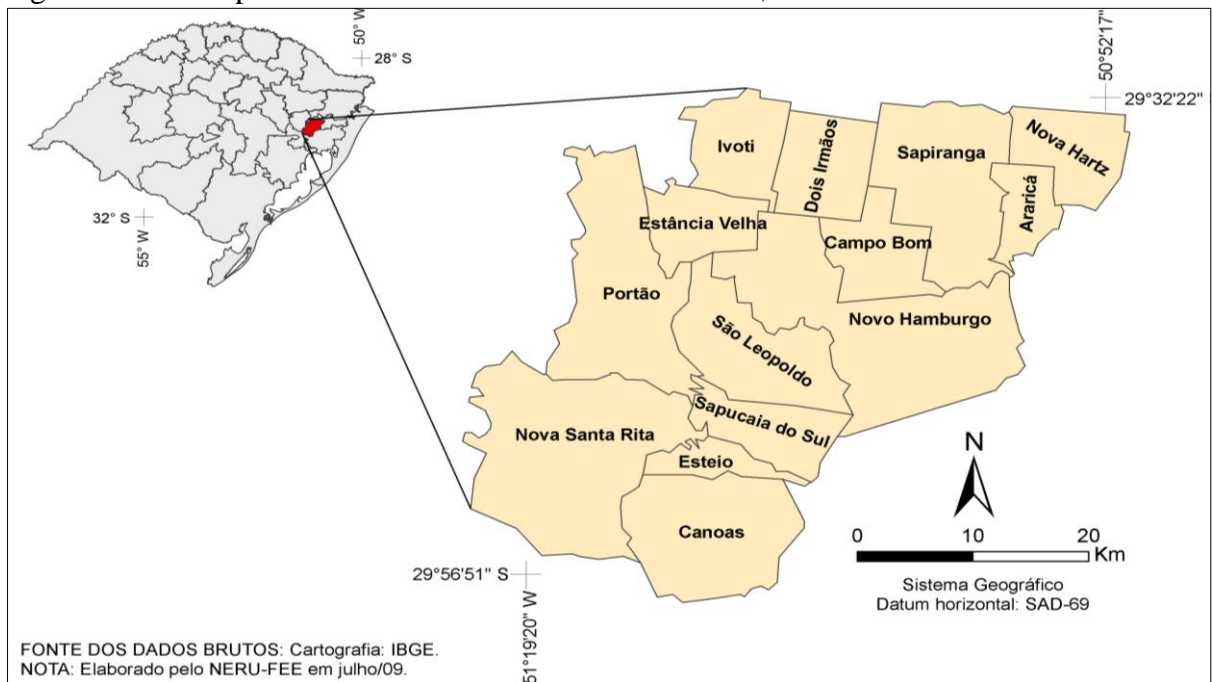 50° W
28° S
32° S
55° W
50°52'17"
29°32'22"
Ivoti
Dois Irmãos
Sapiranga
Nova Hartz
Araricá
Estância Velha
Campo Bom
Portão
Novo Hamburgo
São Leopoldo
Sapucaia do Sul
Nova Santa Rita
Esteio
Canoas
N
0 10 20
Km
Sistema Geográfico
Datum horizontal: SAD-69
29°56'51" S
51°19'20" W
FONTE DOS DADOS BRUTOS: Cartografia: IBGE.
NOTA: Elaborado pelo NERU-FEE em julho/09.